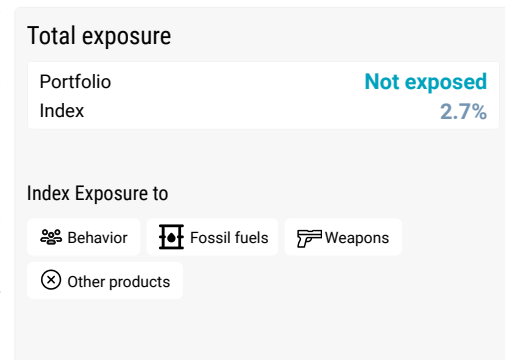 Total exposure
Portfolio Not exposed
Index 2.7%
Index Exposure to
Behavior Fossil fuels Weapons
Other products